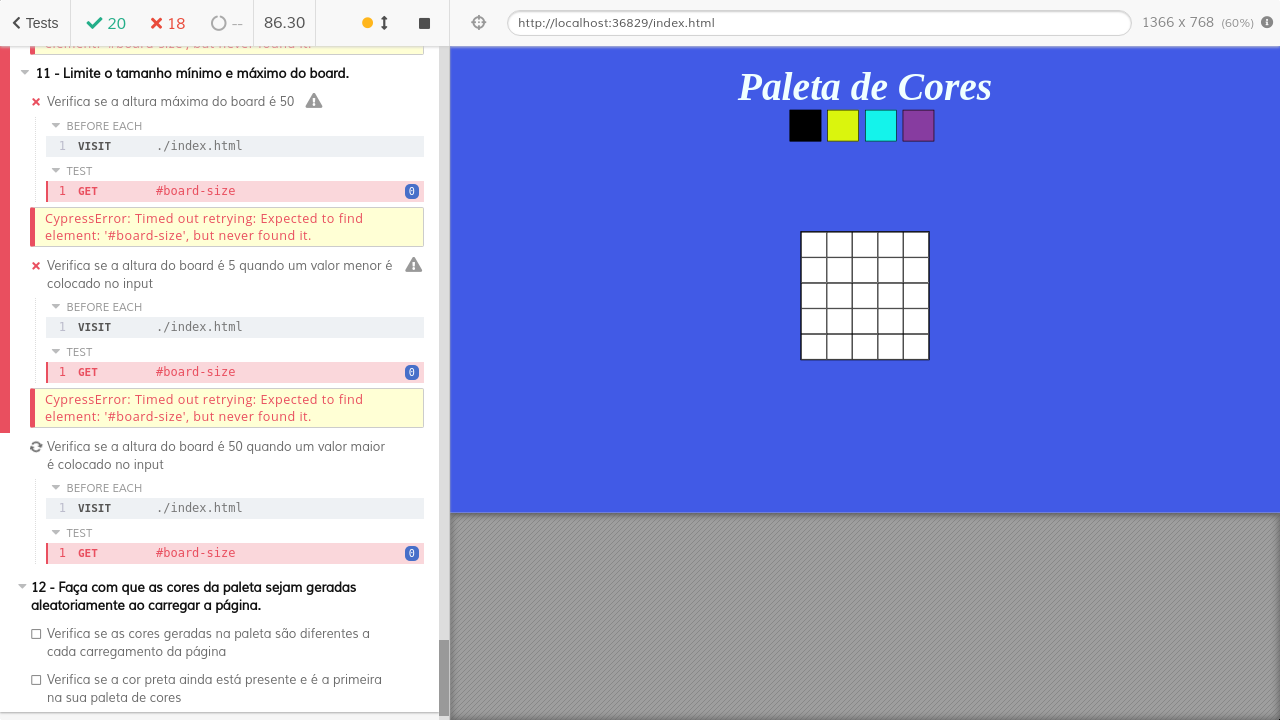 Tests 20 18 -- 86.30
http://localhost:36829/index.html 1366 x 768 (60%)
element: '#board-size', but never found it.
11 - Limite o tamanho mínimo e máximo do board.
Verifica se a altura máxima do board é 50
BEFORE EACH
1 VISIT ./index.html
TEST
1 GET #board-size 0
CypressError: Timed out retrying: Expected to find
element: '#board-size', but never found it.
Verifica se a altura do board é 5 quando um valor menor é
colocado no input
BEFORE EACH
1 VISIT ./index.html
TEST
1 GET #board-size 0
CypressError: Timed out retrying: Expected to find
element: '#board-size', but never found it.
Verifica se a altura do board é 50 quando um valor maior
é colocado no input
BEFORE EACH
1 VISIT ./index.html
TEST
1 GET #board-size 0
12 - Faça com que as cores da paleta sejam geradas
aleatoriamente ao carregar a página.
Verifica se as cores geradas na paleta são diferentes a
cada carregamento da página
Verifica se a cor preta ainda está presente e é a primeira
na sua paleta de cores
Paleta de Cores